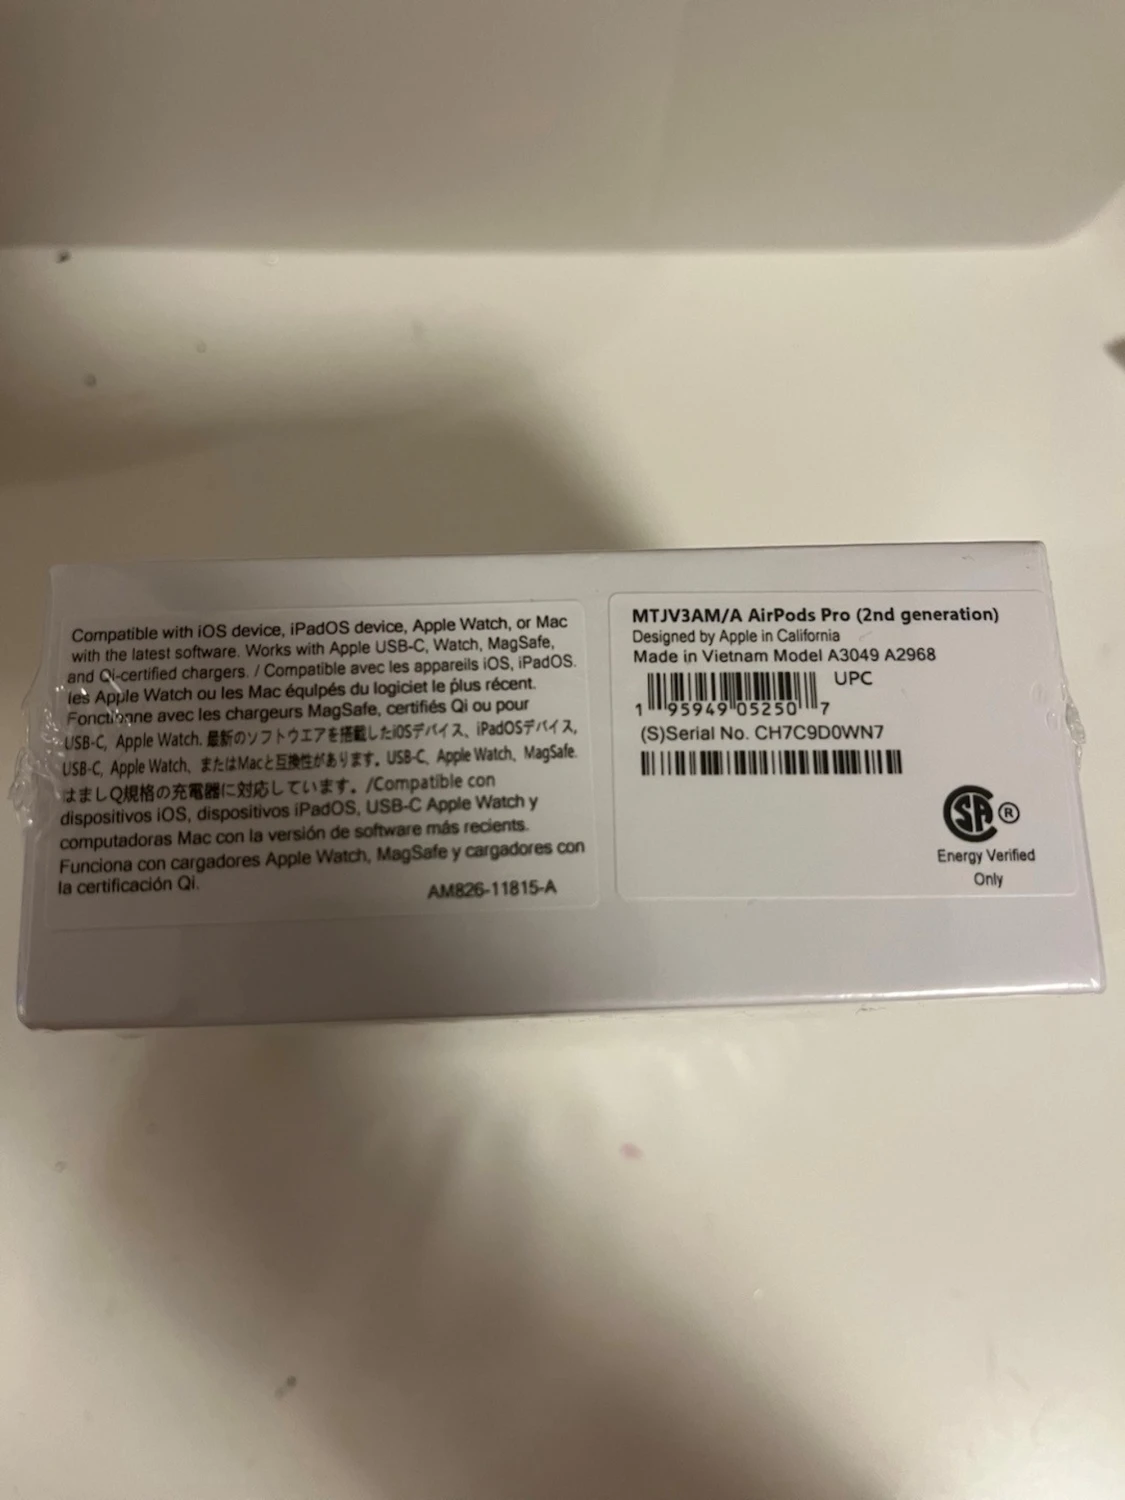 Compatible with iOS device, iPadOS device, Apple Watch, or Mac
with the latest software. Works with Apple USB-C, Watch, MagSafe,
and Qi-certified chargers. / Compatible avec les appareils iOS, iPadOS.
les Apple Watch ou les Mac équlpés du logiciet le plus récent.
Fonctionne avec les chargeurs MagSafe, certifiés Qi ou pour
USB-C, Apple Watch. 最新のソフトウエアを搭載したiOSデバイス、iPadOSデバイス,
USB-C, Apple Watch、またはMacと互換性があります。USB-C、Apple Watch、MagSafe.
はましQ規格の充電器に対応しています。/Compatible con
dispositivos iOS, dispositivos iPadOS, USB-C Apple Watch y
computadoras Mac con la versión de software más recients.
Funciona con cargadores Apple Watch, MagSafe y cargadores con
la certificación Qi.
AM826-11815-A
MTJV3AM/A AirPods Pro (2nd generation)
Designed by Apple in California
Made in Vietnam Model A3049 A2968
UPC
1 95949 05250 7
(S)Serial No. CH7C9D0WN7
SA ®
Energy Verified
Only